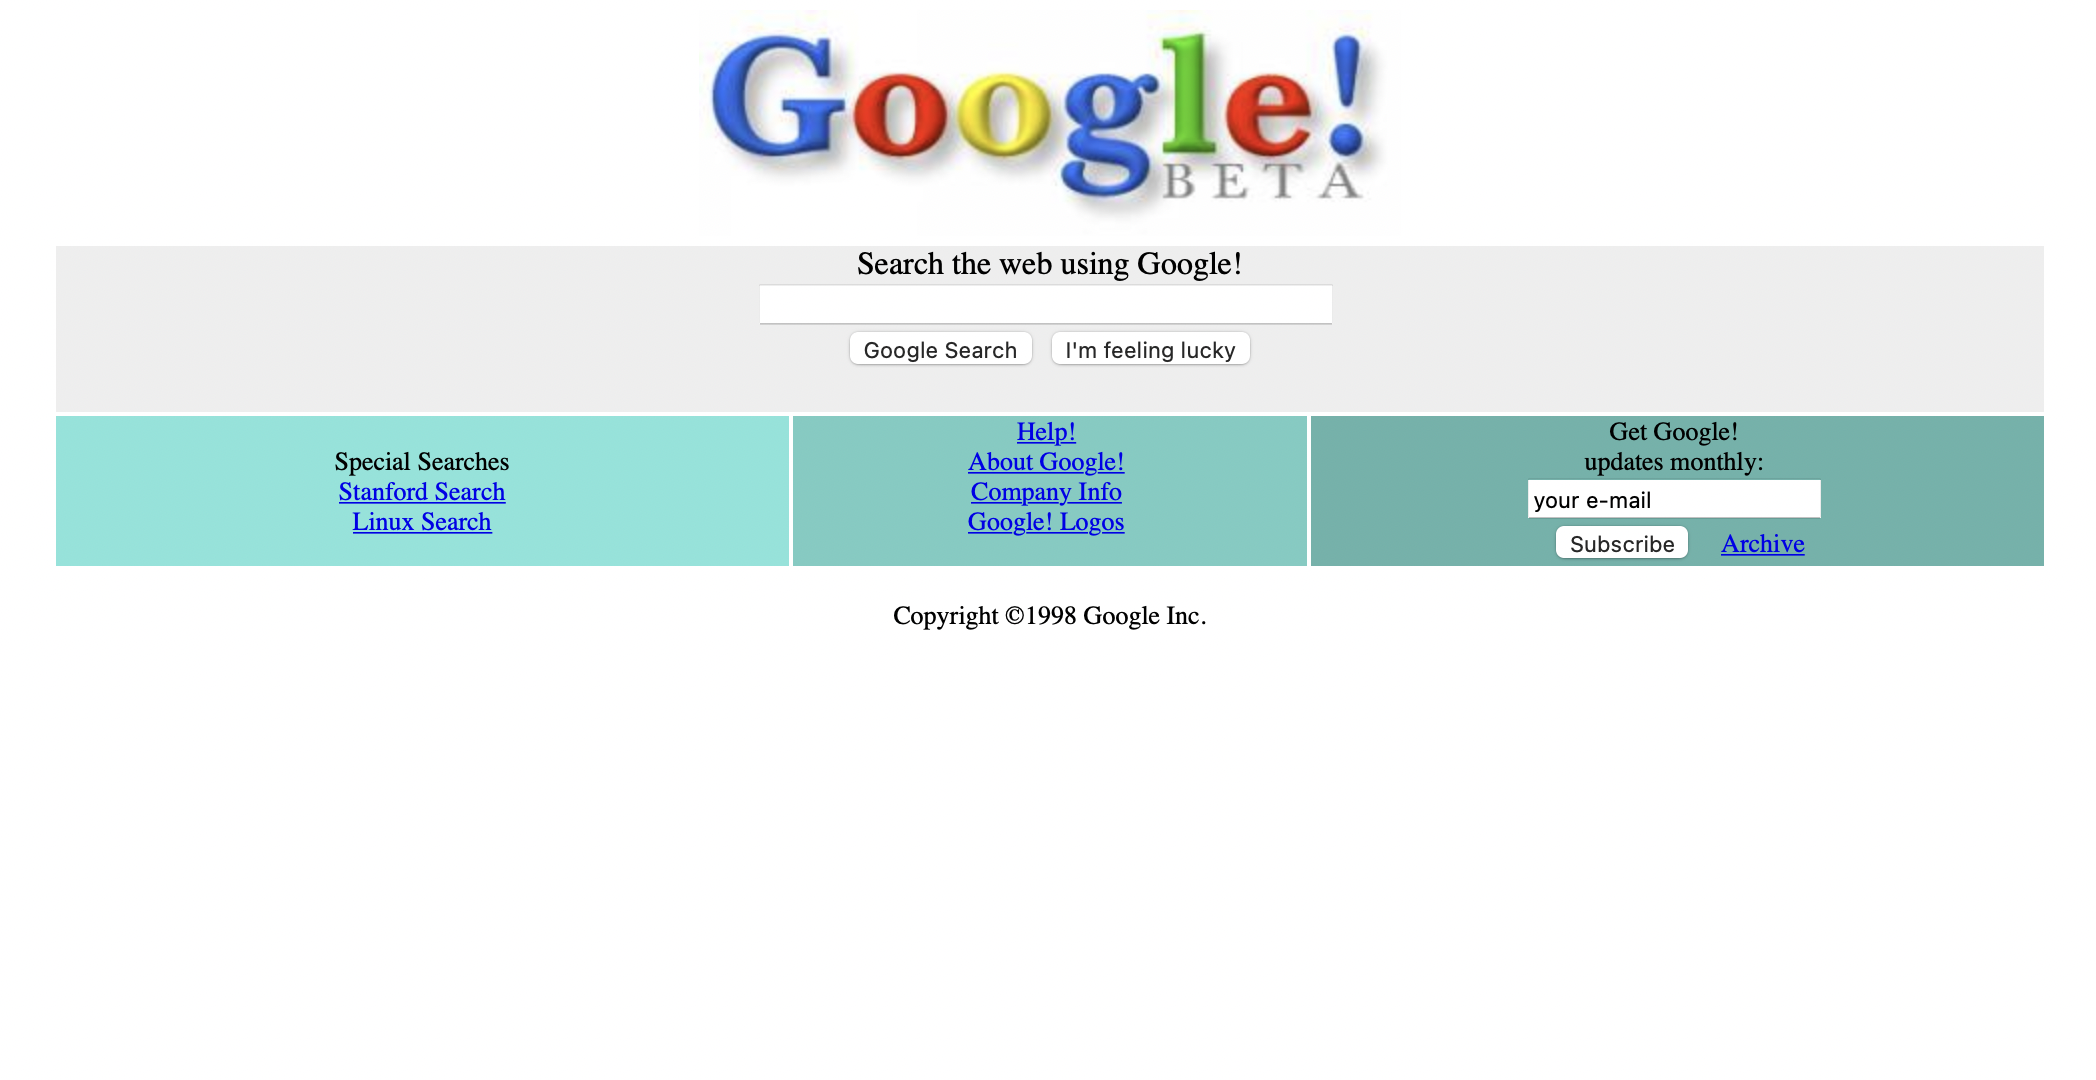 Google!
BETA
Search the web using Google!
Google Search I'm feeling lucky
Special Searches
Stanford Search
Linux Search
Help!
About Google!
Company Info
Google! Logos
Get Google!
updates monthly:
your e-mail
Subscribe Archive
Copyright ©1998 Google Inc.